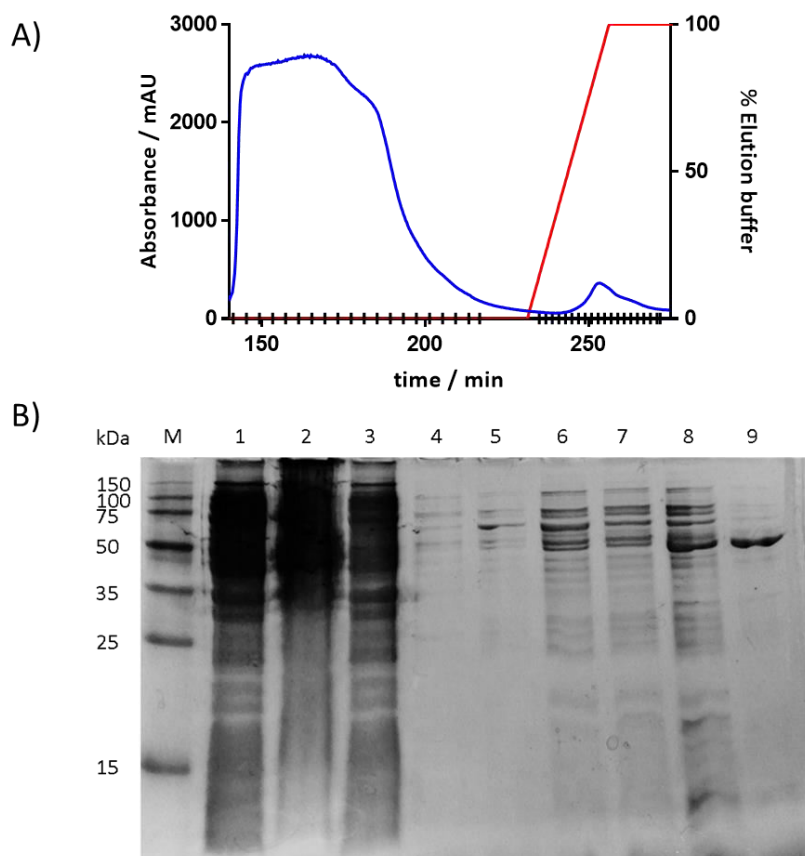 A)
3000
2000
1000
0
Absorbance / mAU
150
200
250
time / min
100
50
0
% Elution buffer
B)
kDa M 1 2 3 4 5 6 7 8 9
150
100
75
50
35
25
15